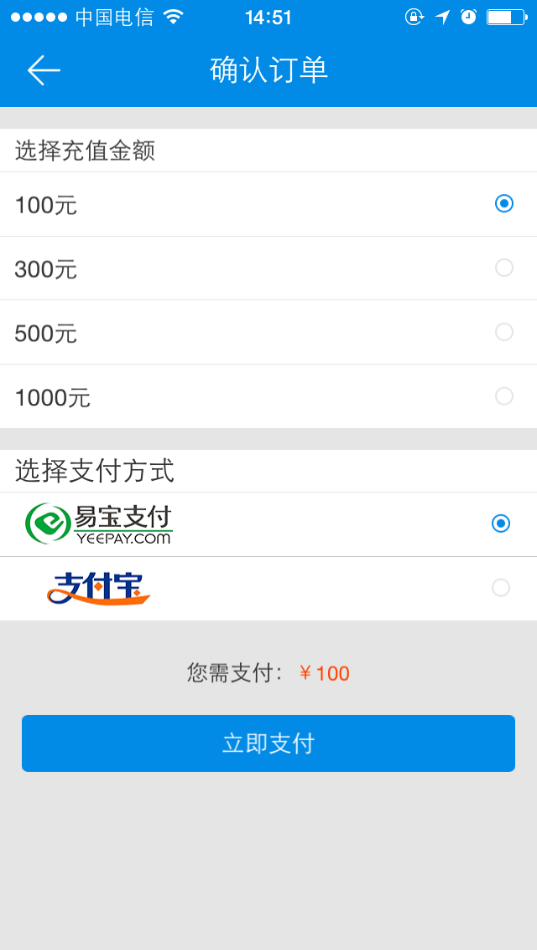 中国电信 14:51
确认订单
选择充值金额
100元
300元
500元
1000元
选择支付方式
易宝支付
YEEPAY.COM
支付宝
您需支付：￥100
立即支付